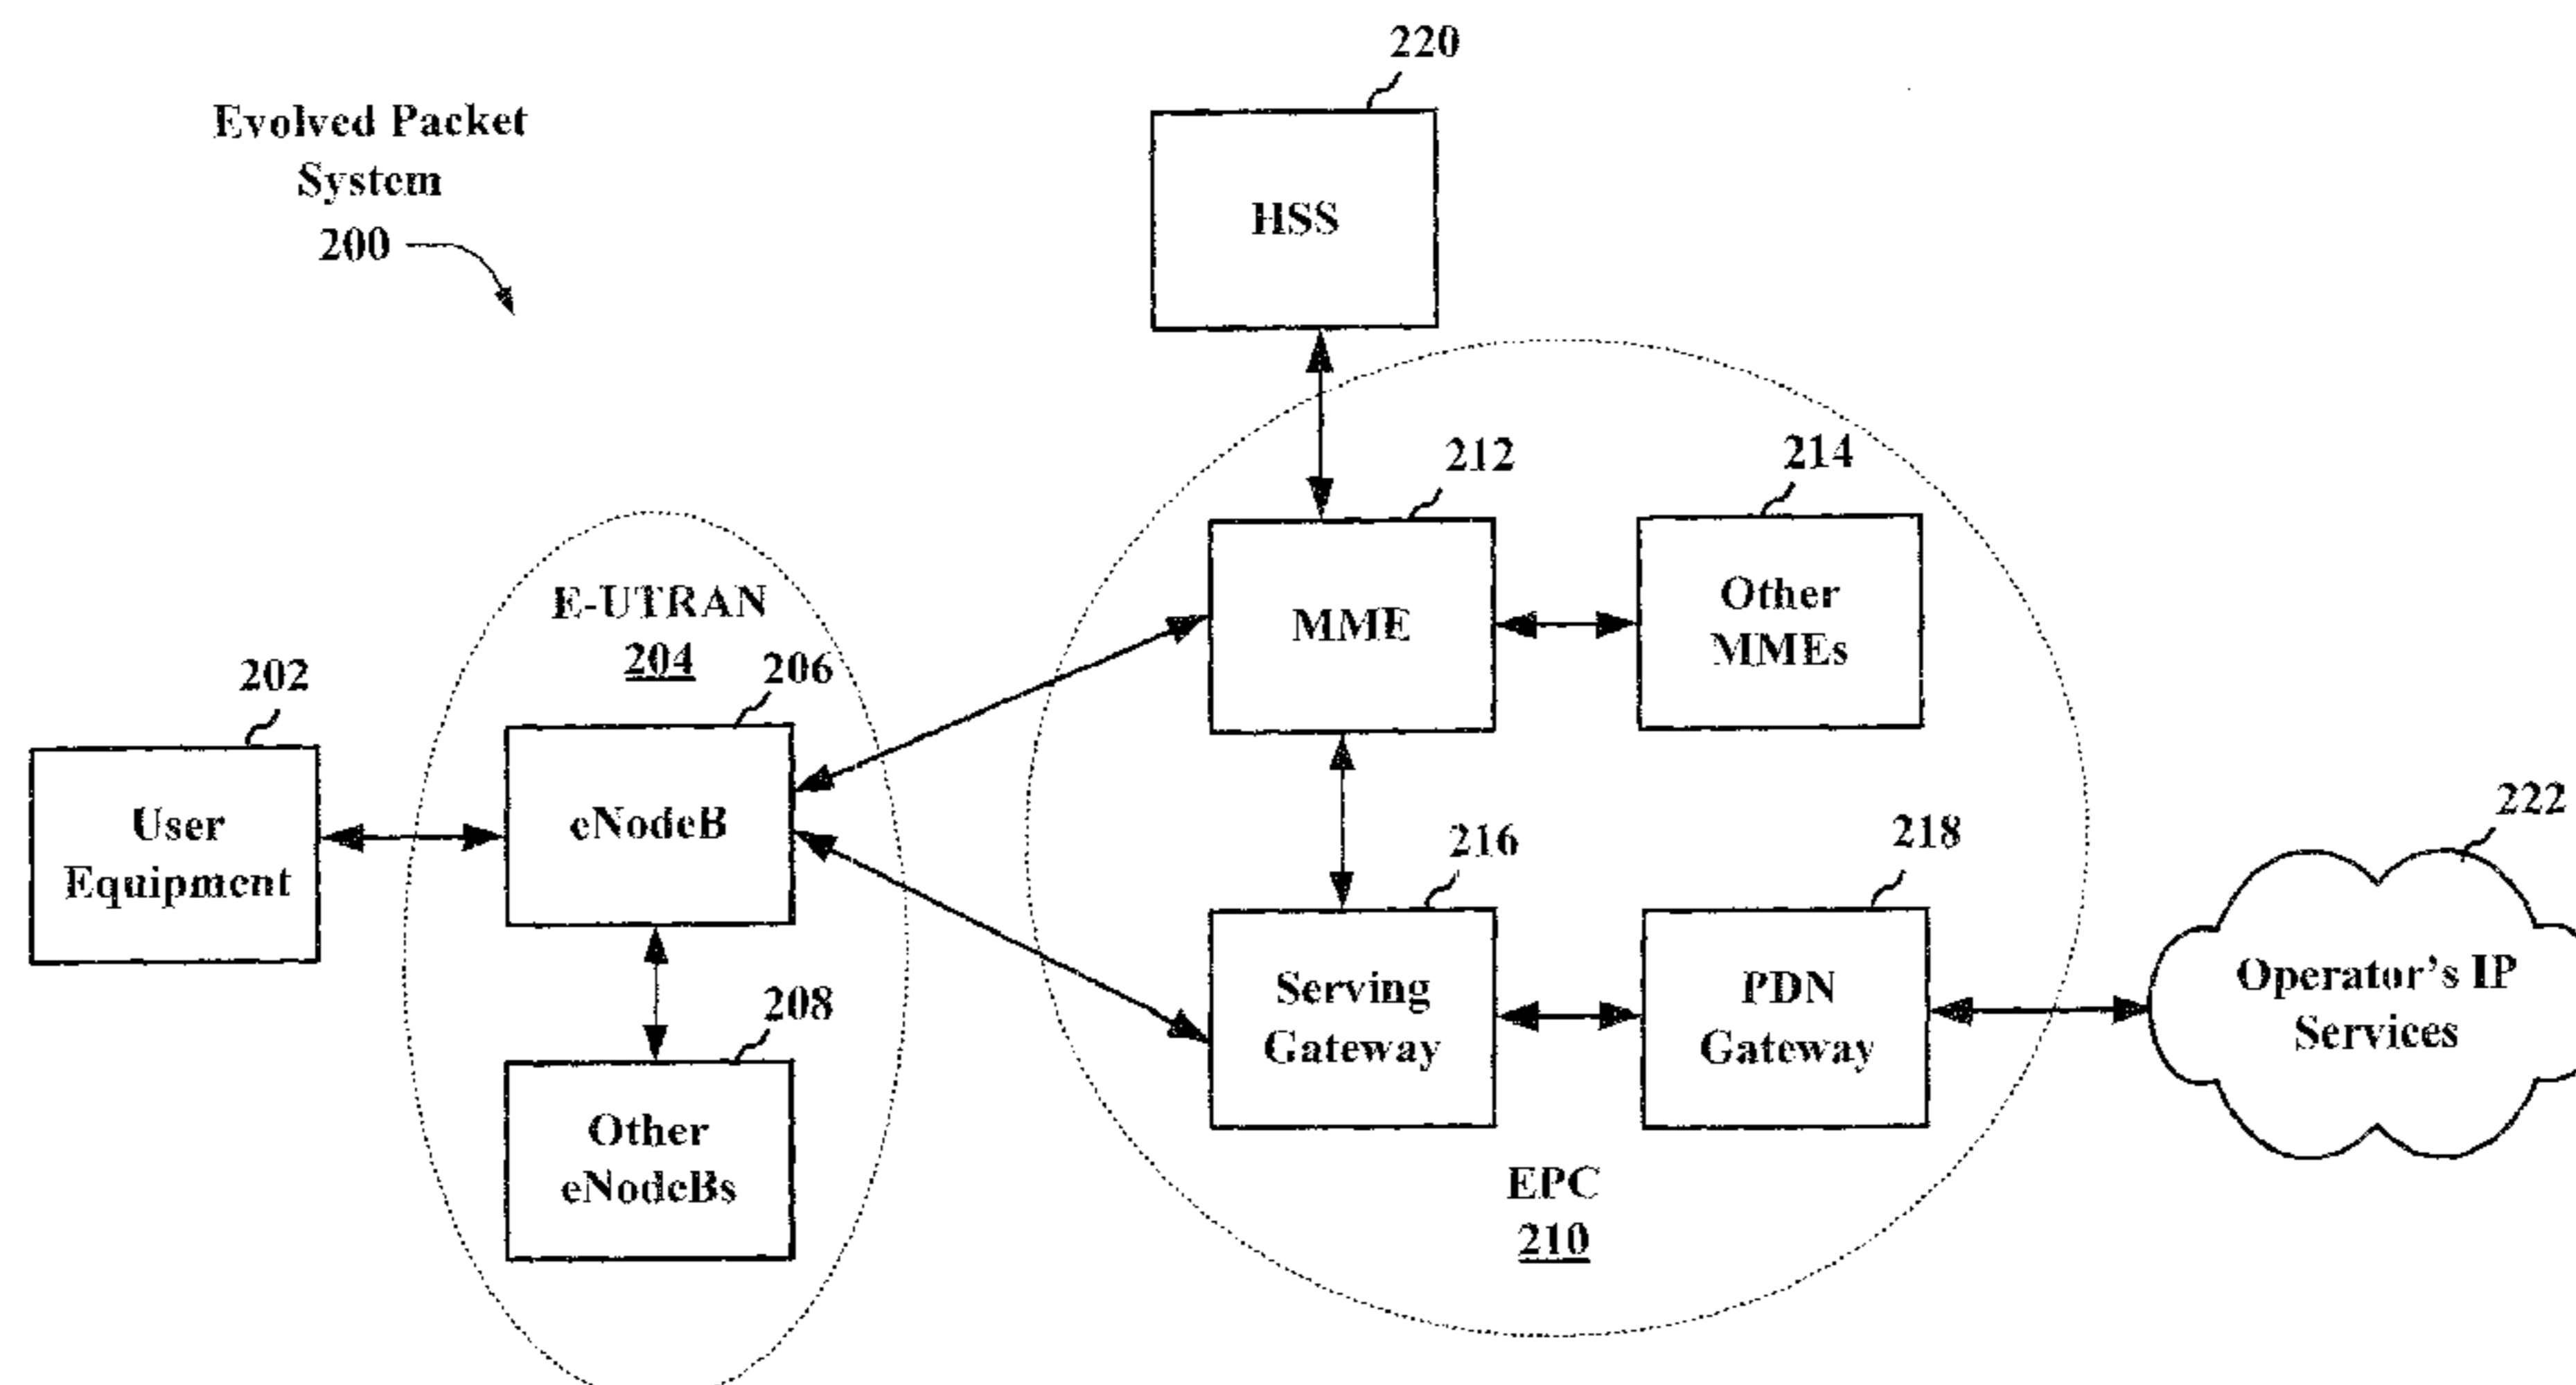 220
Evolved Packet
System
200
HSS
212
214
MME
Other
MMEs
E-UTRAN
204
206
202
eNodeB
User
Equipment
208
Other
eNodeBs
216
218
222
Serving
Gateway
PDN
Gateway
Operator's IP
Services
EPC
210